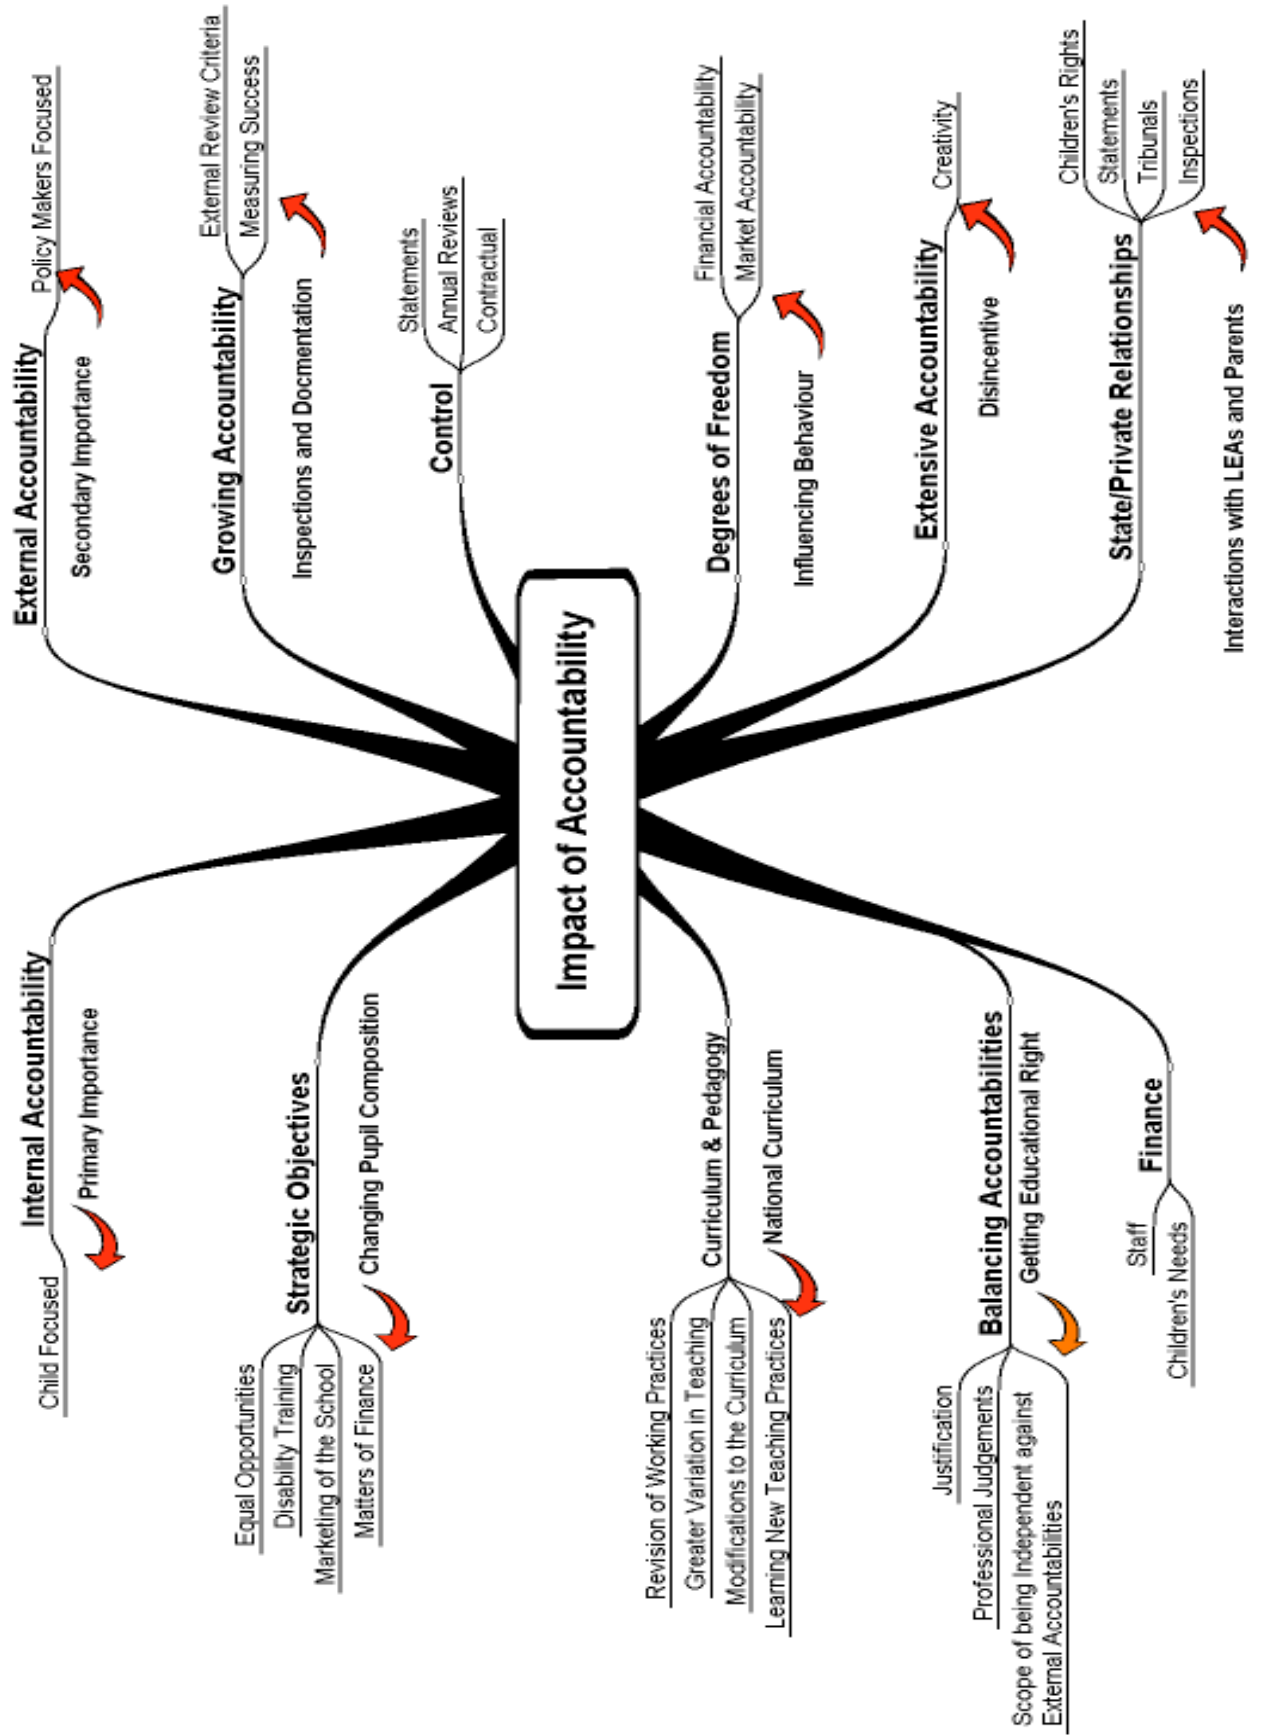 Impact of Accountability
External Accountability
Policy Makers Focused
Secondary Importance
Growing Accountability
External Review Criteria
Measuring Success
Inspections and Docmentation
Control
Statements
Annual Reviews
Contractual
Degrees of Freedom
Financial Accountability
Market Accountability
Influencing Behaviour
Extensive Accountability
Creativity
Disincentive
State/Private Relationships
Children's Rights
Statements
Tribunals
Inspections
Interactions with LEAs and Parents
Internal Accountability
Child Focused
Primary Importance
Strategic Objectives
Equal Opportunities
Disability Training
Marketing of the School
Matters of Finance
Changing Pupil Composition
Curriculum & Pedagogy
Revision of Working Practices
Greater Variation in Teaching
Modifications to the Curriculum
Learning New Teaching Practices
National Curriculum
Balancing Accountabilities
Justification
Professional Judgements
Scope of being Independent against
External Accountabilities
Getting Educational Right
Finance
Staff
Children's Needs